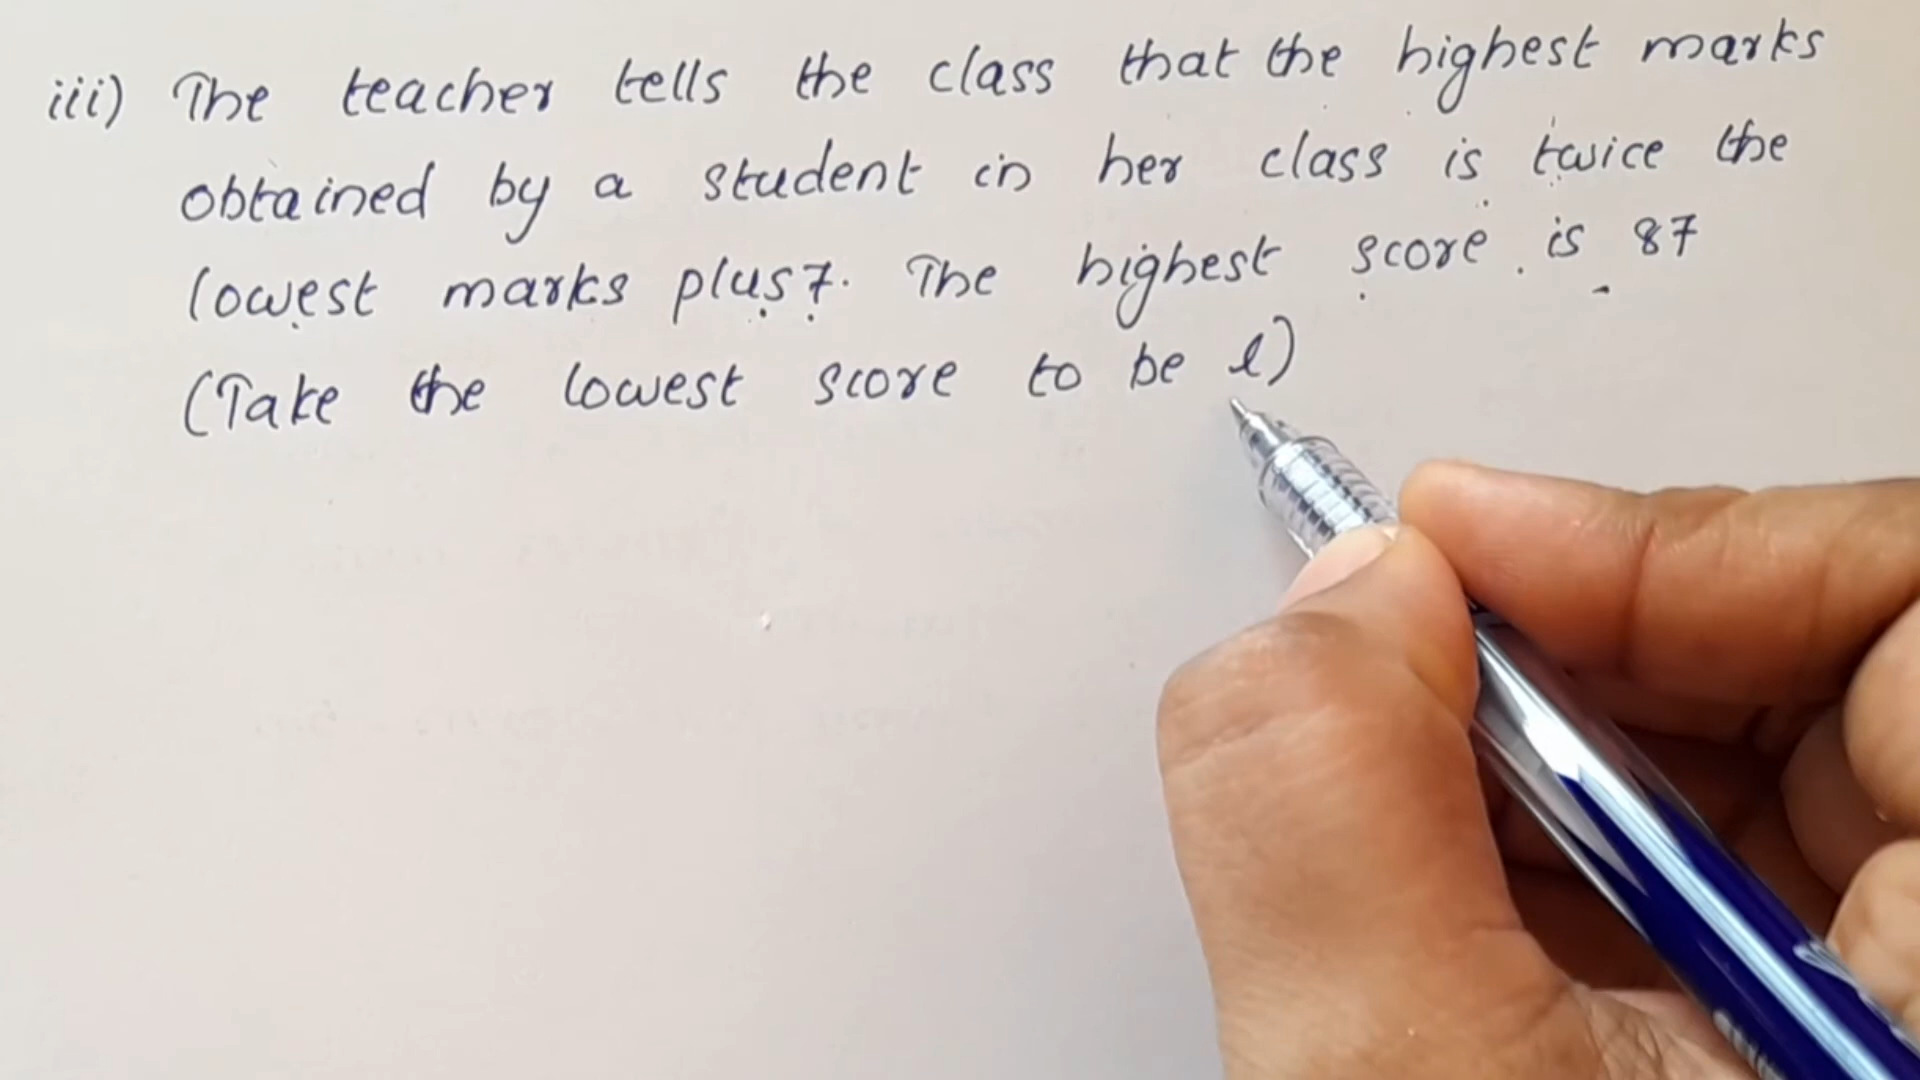 iii) The teacher tells the class that the highest marks
obtained by a student in her class is twice the
lowest marks plus 7. The highest score is 87
(Take the lowest score to be l)